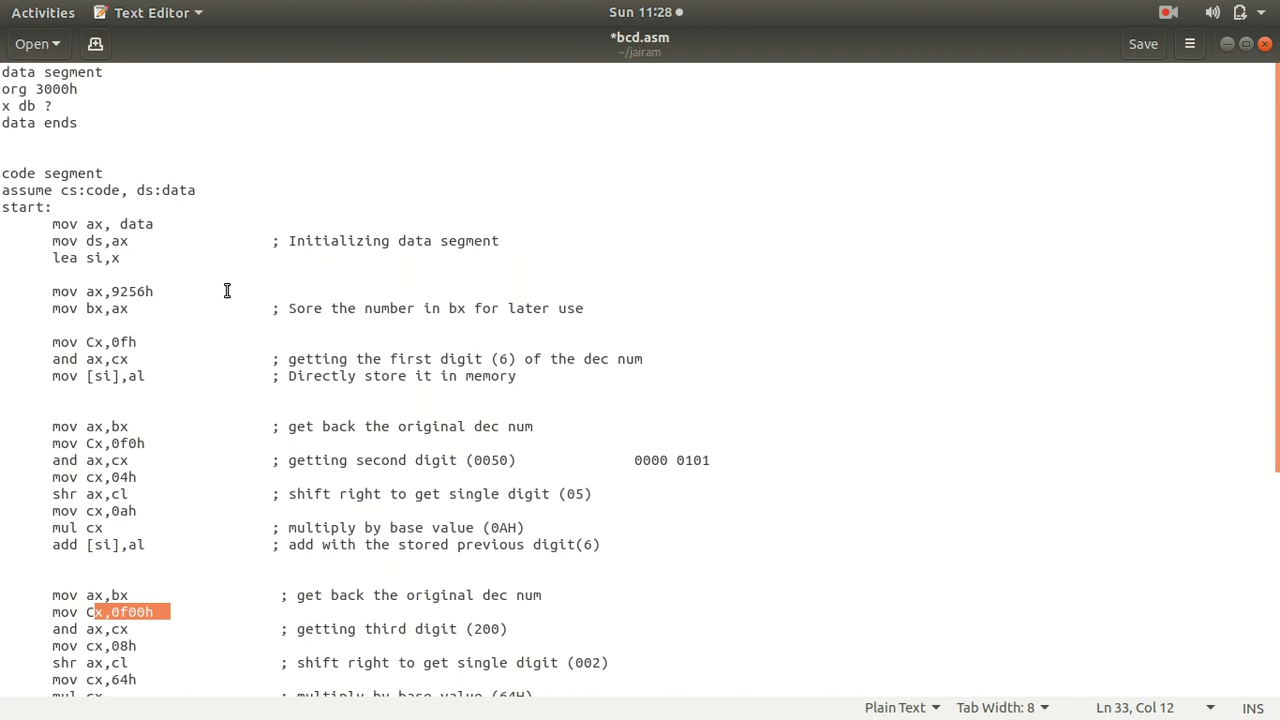 Activities Text Editor Sun 11:28
Open *bcd.asm Save
~/jairam
data segment
org 3000h
x db ?
data ends
code segment
assume cs:code, ds:data
start:
mov ax, data
mov ds,ax ; Initializing data segment
lea si,x
mov ax,9256h
mov bx,ax ; Sore the number in bx for later use
mov Cx,0fh
and ax,cx ; getting the first digit (6) of the dec num
mov [si],al ; Directly store it in memory
mov ax,bx ; get back the original dec num
mov Cx,0f0h
and ax,cx ; getting second digit (0050) 0000 0101
mov cx,04h
shr ax,cl ; shift right to get single digit (05)
mov cx,0ah
mul cx ; multiply by base value (0AH)
add [si],al ; add with the stored previous digit(6)
mov ax,bx ; get back the original dec num
mov Cx,0f00h
and ax,cx ; getting third digit (200)
mov cx,08h
shr ax,cl ; shift right to get single digit (002)
mov cx,64h
mul cx ; multiply by base value (64H)
Plain Text Tab Width: 8 Ln 33, Col 12 INS